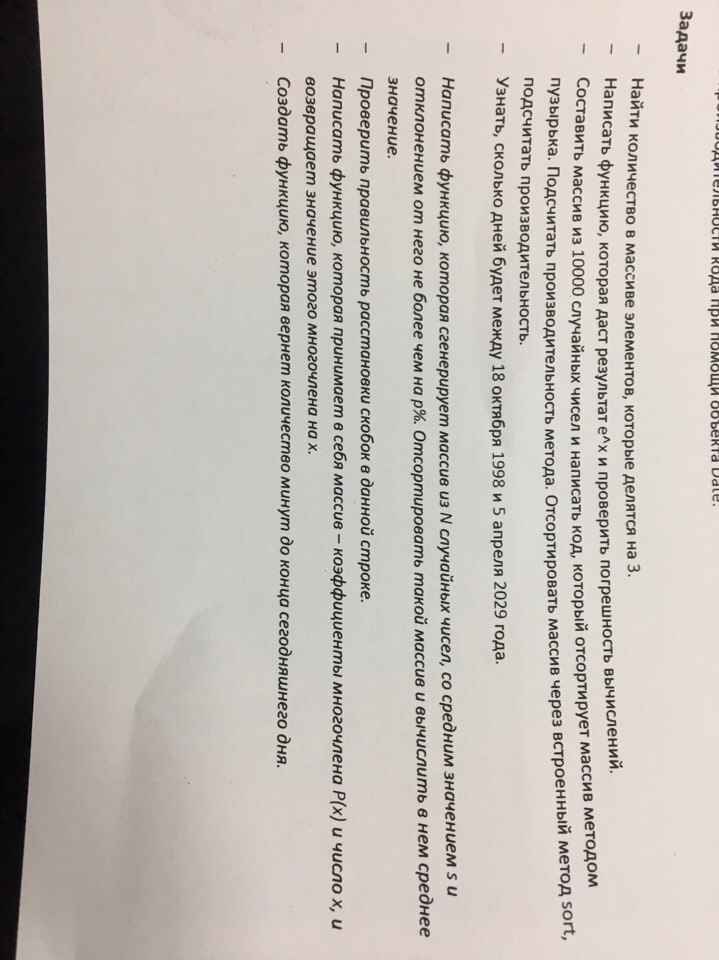 производительности кода при помощи объекта Date.
Задачи
– Найти количество в массиве элементов, которые делятся на 3.
– Написать функцию, которая даст результат e^x и проверить погрешность вычислений.
– Составить массив из 10000 случайных чисел и написать код, который отсортирует массив методом
пузырька. Подсчитать производительность метода. Отсортировать массив через встроенный метод sort,
подсчитать производительность.
– Узнать, сколько дней будет между 18 октября 1998 и 5 апреля 2029 года.
– Написать функцию, которая сгенерирует массив из N случайных чисел, со средним значением s и
отклонением от него не более чем на p%. Отсортировать такой массив и вычислить в нем среднее
значение.
– Проверить правильность расстановки скобок в данной строке.
– Написать функцию, которая принимает в себя массив – коэффициенты многочлена P(x) и число x, и
возвращает значение этого многочлена на x.
– Создать функцию, которая вернет количество минут до конца сегодняшнего дня.